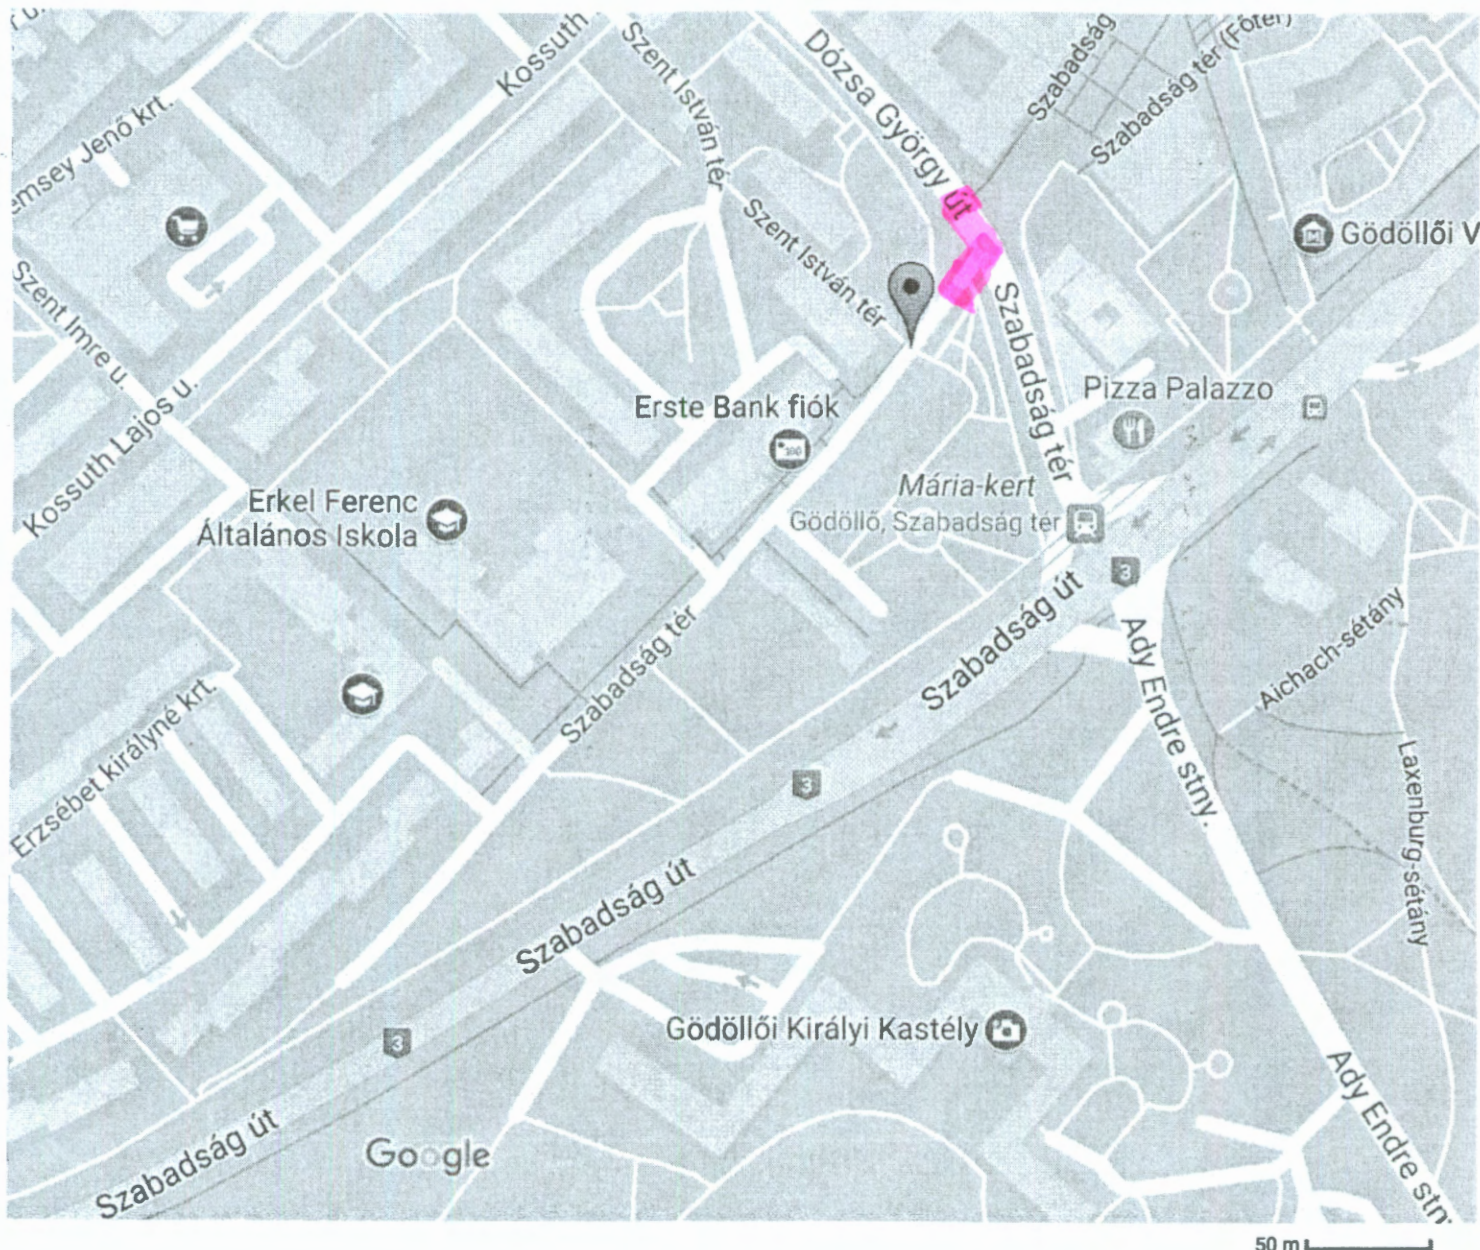 Kossuth
Szent István tér
Dózsa György út
Szabadság
Szabadság tér (Főtér)
emsey Jenő krt.
Szent István tér
Gödöllői V
Szent Imre u.
Szabadság tér
Pizza Palazzo
Erste Bank fiók
Kossuth Lajos u.
Mária-kert
Gödöllő, Szabadság tér
Erkel Ferenc
Általános Iskola
3
Szabadság út
Ady Endre stny.
Aichach-sétány
Szabadság tér
Erzsébet királyné krt.
3
Laxenburg-sétány
Szabadság út
Gödöllői Királyi Kastély
3
Ady Endre stny
Szabadság út
Google
50 m